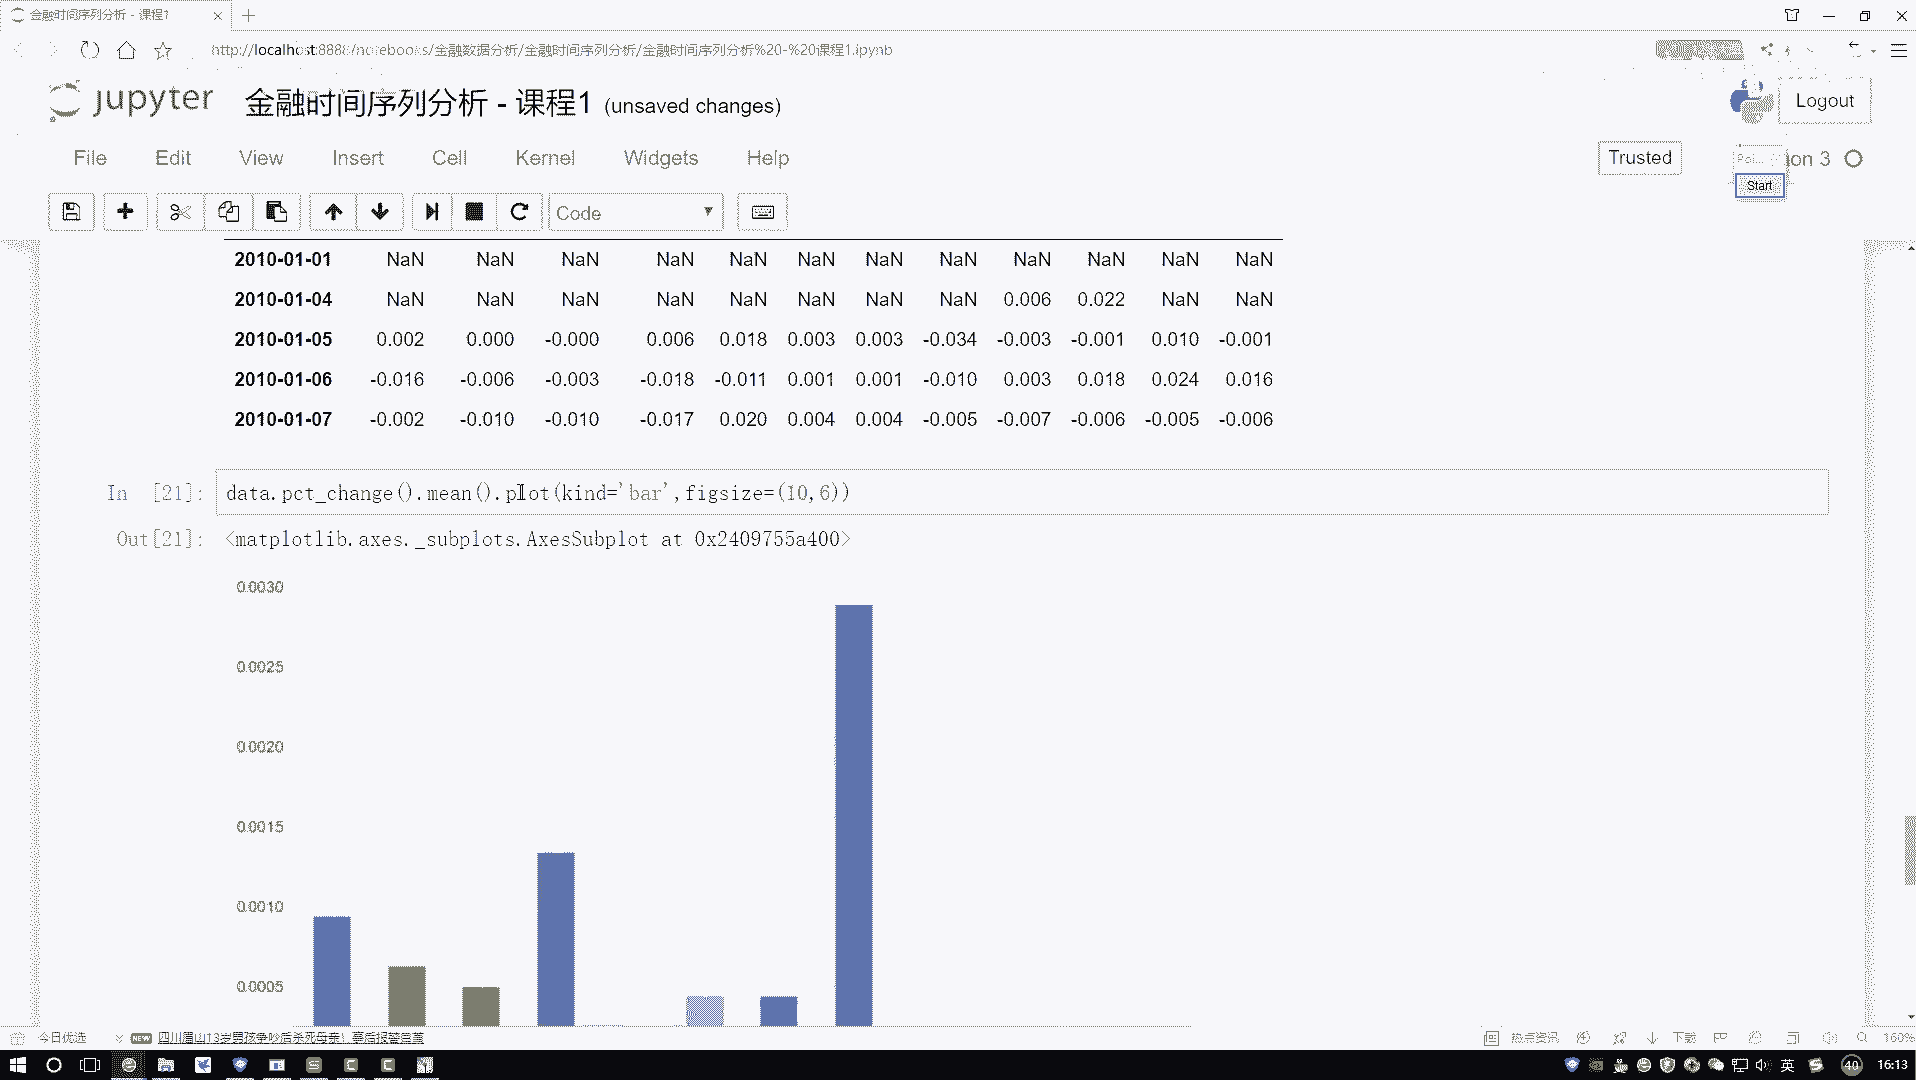 金融时间序列分析 - 课程1
http://localhost:8888/notebooks/金融数据分析/金融时间序列分析/金融时间序列分析%20-%20课程1.ipynb
jupyter 金融时间序列分析 - 课程1 (unsaved changes)
Logout
File Edit View Insert Cell Kernel Widgets Help
Trusted
ion 3
Start
Code
2010-01-01 NaN NaN NaN NaN NaN NaN NaN NaN NaN NaN NaN NaN
2010-01-04 NaN NaN NaN NaN NaN NaN NaN NaN 0.006 0.022 NaN NaN
2010-01-05 0.002 0.000 -0.000 0.006 0.018 0.003 0.003 -0.034 -0.003 -0.001 0.010 -0.001
2010-01-06 -0.016 -0.006 -0.003 -0.018 -0.011 0.001 0.001 -0.010 0.003 0.018 0.024 0.016
2010-01-07 -0.002 -0.010 -0.010 -0.017 0.020 0.004 0.004 -0.005 -0.007 -0.006 -0.005 -0.006
In [21]: data.pct_change().mean().plot(kind='bar',figsize=(10,6))
Out[21]: <matplotlib.axes._subplots.AxesSubplot at 0x2409755a400>
0.0030
0.0025
0.0020
0.0015
0.0010
0.0005
今日优选 NEW 四川眉山13岁男孩争吵后杀死母亲！
热点资讯 下载 160%
英 40 16:13